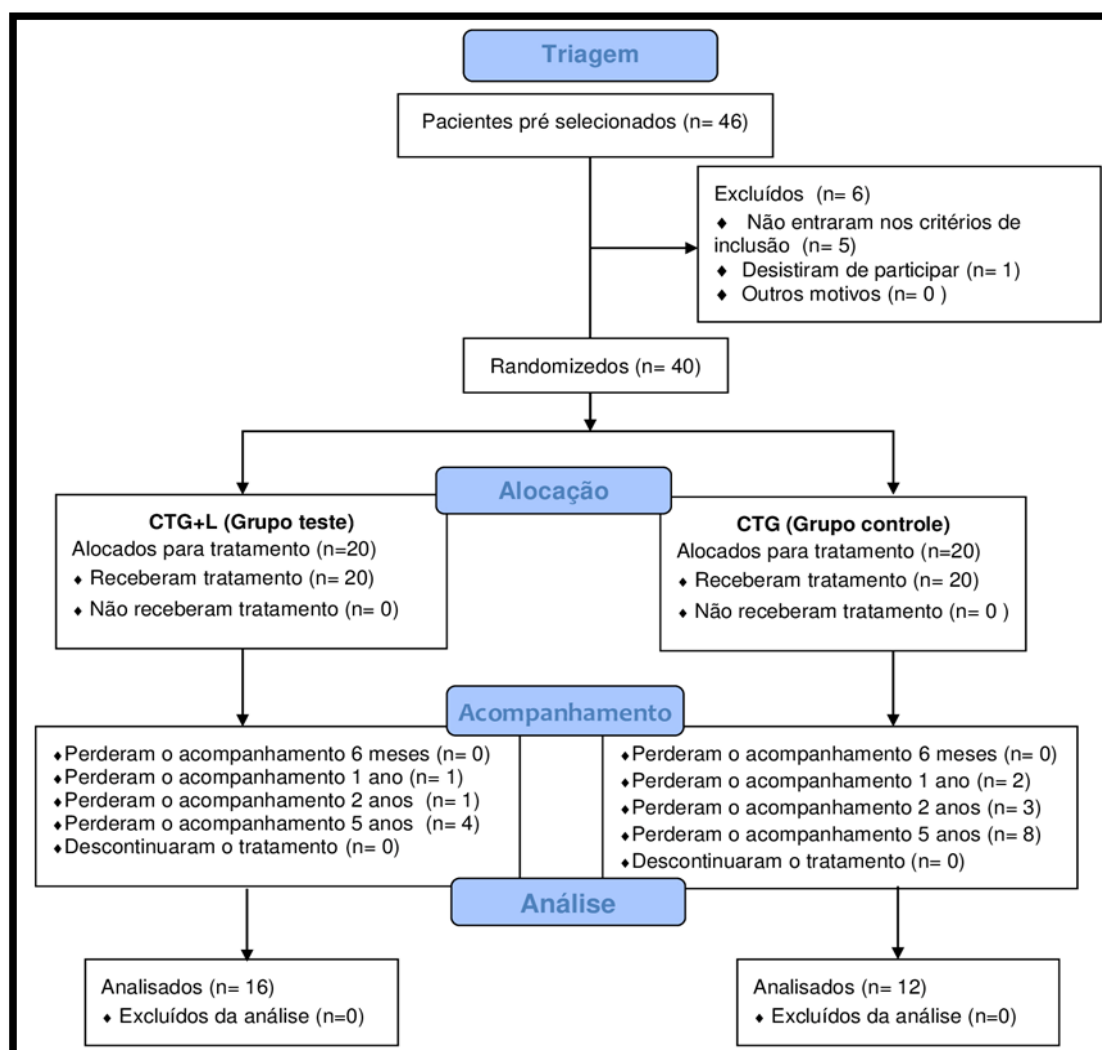 Triagem
Pacientes pré selecionados (n= 46)
Excluídos  (n= 6)
♦ Não entraram nos critérios de
inclusão  (n= 5)
♦ Desistiram de participar (n= 1)
♦ Outros motivos (n= 0 )
Randomizedos (n= 40)
Alocação
CTG+L (Grupo teste)
Alocados para tratamento (n=20)
♦ Receberam tratamento (n= 20)
♦ Não receberam tratamento (n= 0)
CTG (Grupo controle)
Alocados para tratamento (n=20)
♦ Receberam tratamento (n= 20)
♦ Não receberam tratamento (n= 0 )
Acompanhamento
♦Perderam o acompanhamento 6 meses (n= 0)
♦Perderam o acompanhamento 1 ano (n= 1)
♦Perderam o acompanhamento 2 anos  (n= 1)
♦Perderam o acompanhamento 5 anos  (n= 4)
♦Descontinuaram o tratamento (n= 0)
♦Perderam o acompanhamento 6 meses (n= 0)
♦Perderam o acompanhamento 1 ano (n= 2)
♦Perderam o acompanhamento 2 anos (n= 3)
♦Perderam o acompanhamento 5 anos (n= 8)
♦Descontinuaram o tratamento (n= 0)
Análise
Analisados (n= 16)
♦ Excluídos da análise (n=0)
Analisados (n= 12)
♦ Excluídos da análise (n=0)